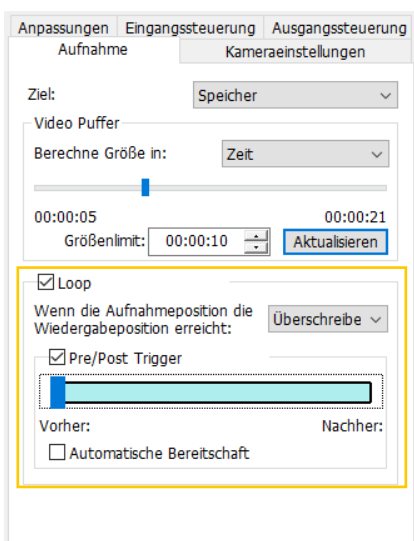 Anpassungen Eingangssteuerung Ausgangssteuerung
Aufnahme Kameraeinstellungen
Ziel: Speicher
Video Puffer
Berechne Größe in: Zeit
00:00:05 00:00:21
Größenlimit: 00:00:10 Aktualisieren
Loop
Wenn die Aufnahmeposition die
Wiedergabeposition erreicht: Überschreibe
Pre/Post Trigger
Vorher: Nachher:
Automatische Bereitschaft